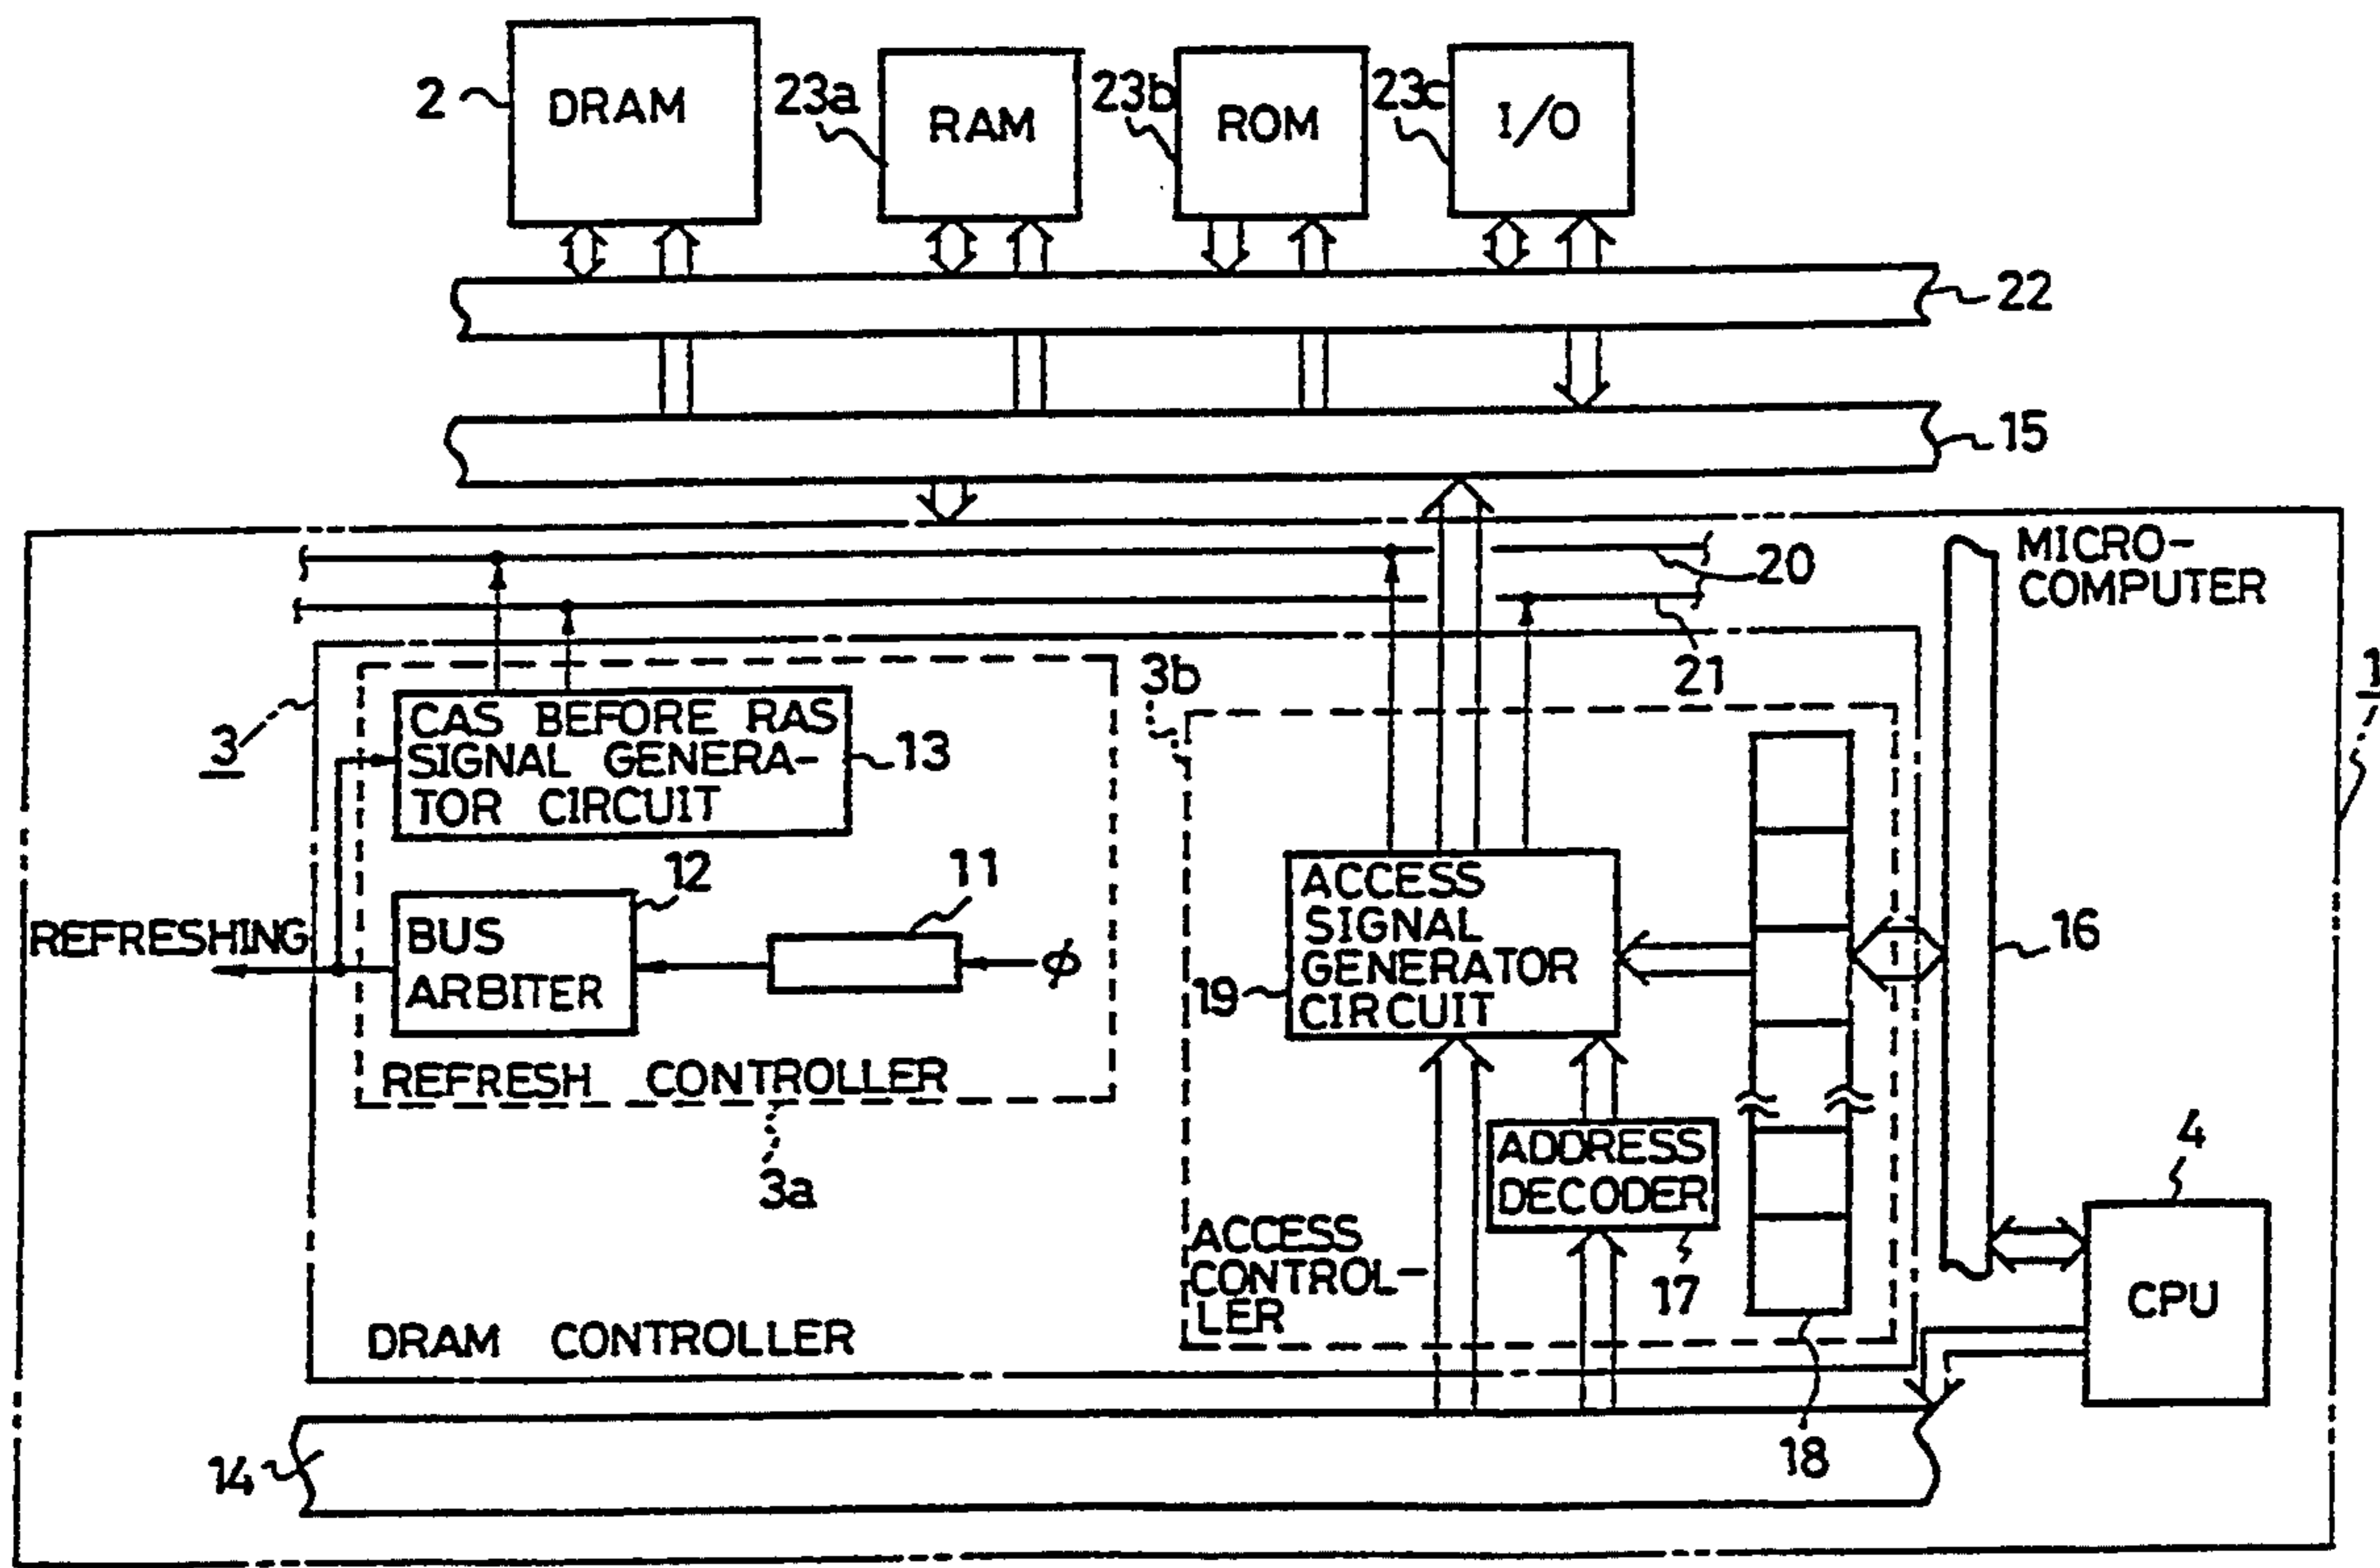 2
DRAM
23a
RAM
23b
ROM
23c
I/O
22
15
MICRO-
COMPUTER
20
21
1
3
3b
CAS BEFORE RAS
SIGNAL GENERA-
TOR CIRCUIT
13
12
11
REFRESHING
BUS
ARBITER
φ
REFRESH CONTROLLER
3a
ACCESS
SIGNAL
GENERATOR
CIRCUIT
19
16
ADDRESS
DECODER
17
ACCESS
CONTROL-
LER
4
CPU
DRAM CONTROLLER
18
14